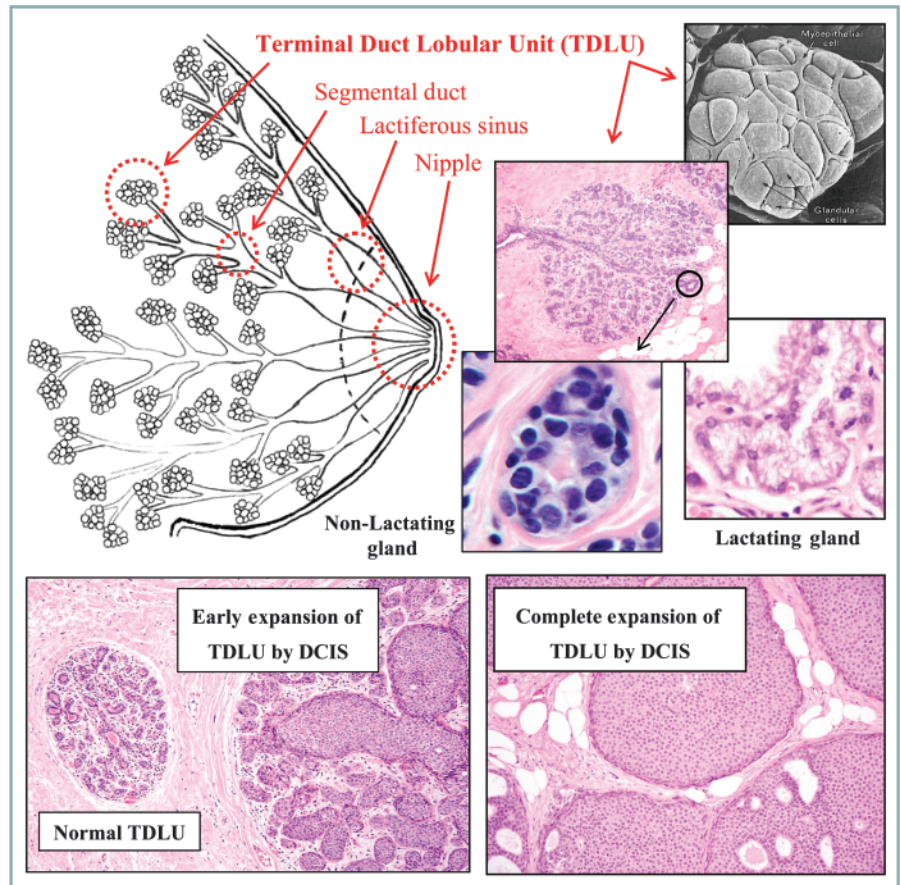 Terminal Duct Lobular Unit (TDLU)
Segmental duct
Lactiferous sinus
Nipple
Myoepithelial
cell
Glandular
cells
Non-Lactating
gland
Lactating gland
Early expansion of
TDLU by DCIS
Normal TDLU
Complete expansion of
TDLU by DCIS